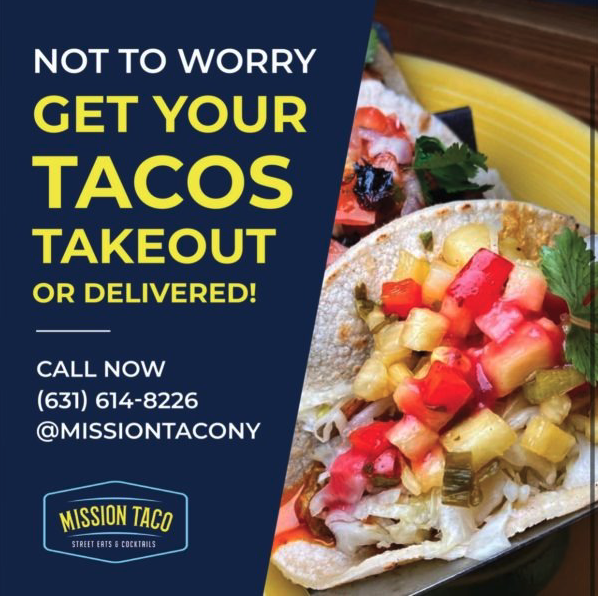 NOT TO WORRY
GET YOUR
TACOS
TAKEOUT
OR DELIVERED!
CALL NOW
(631) 614-8226
@MISSIONTACONY
MISSION TACO
STREET EATS & COCKTAILS